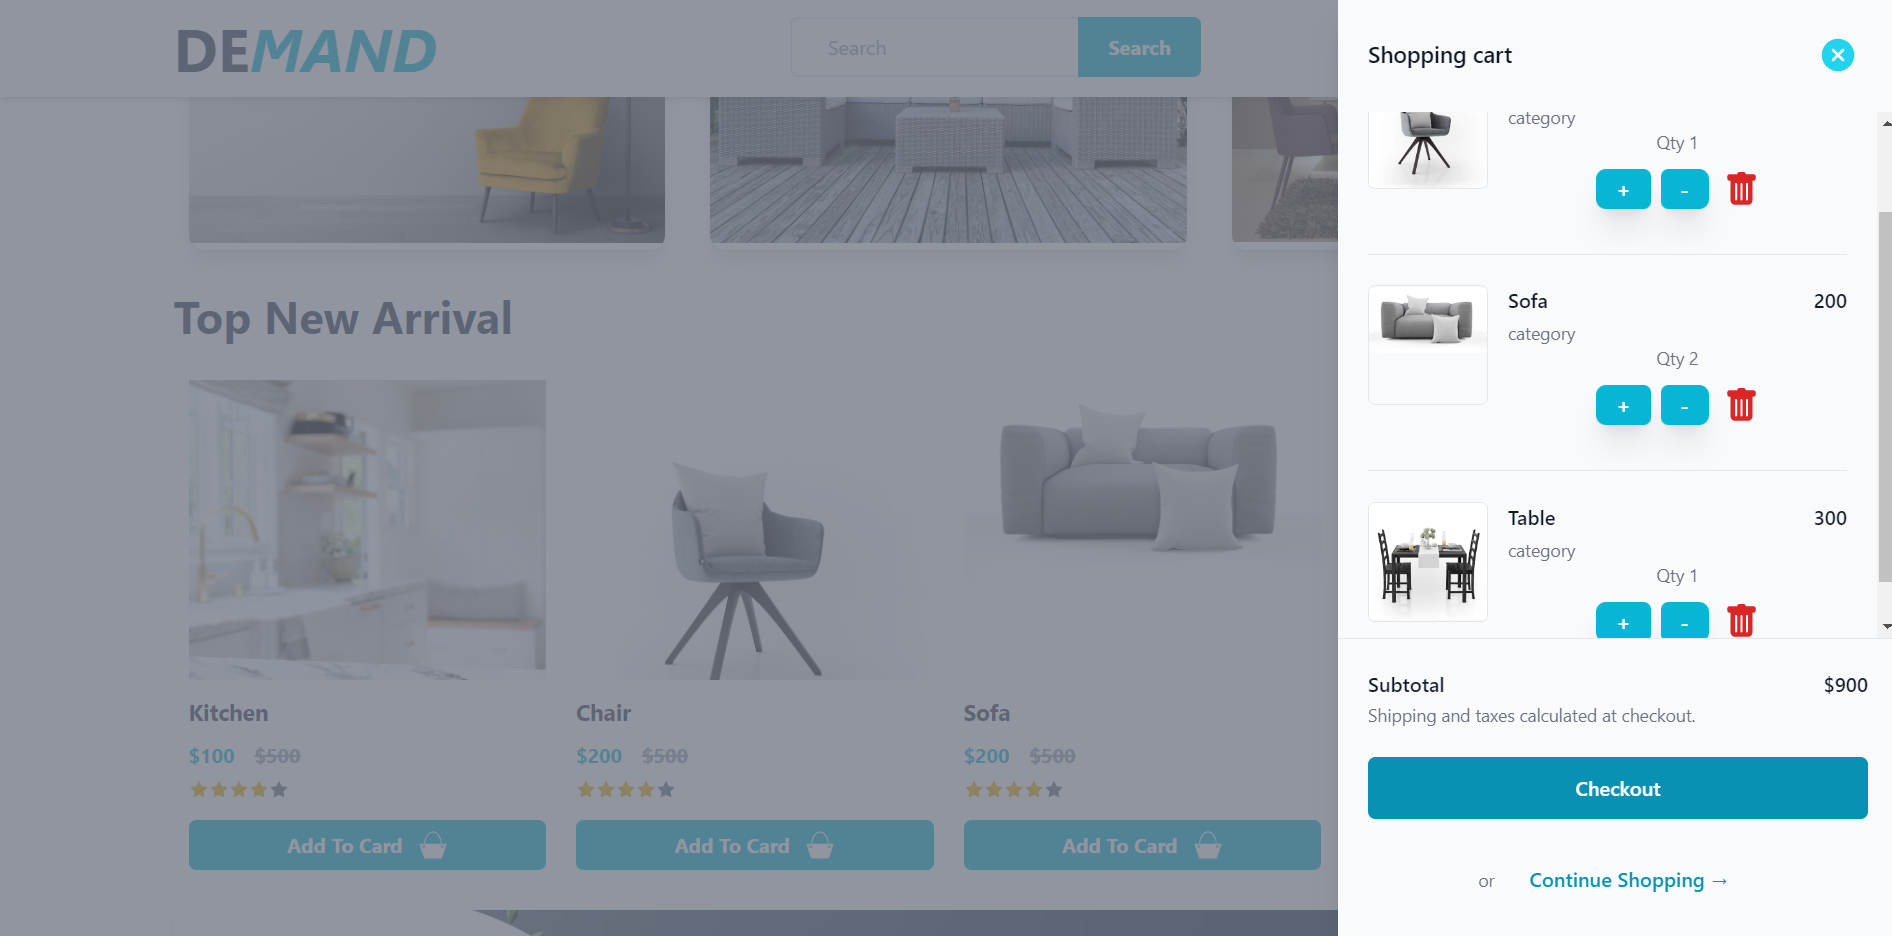 DEMAND
Search Search
Top New Arrival
Kitchen
$100 $500
Add To Card
Chair
$200 $500
Add To Card
Sofa
$200 $500
Add To Card
Shopping cart
category
Qty 1
+ -
Sofa 200
category
Qty 2
+ -
Table 300
category
Qty 1
+ -
Subtotal $900
Shipping and taxes calculated at checkout.
Checkout
or Continue Shopping →